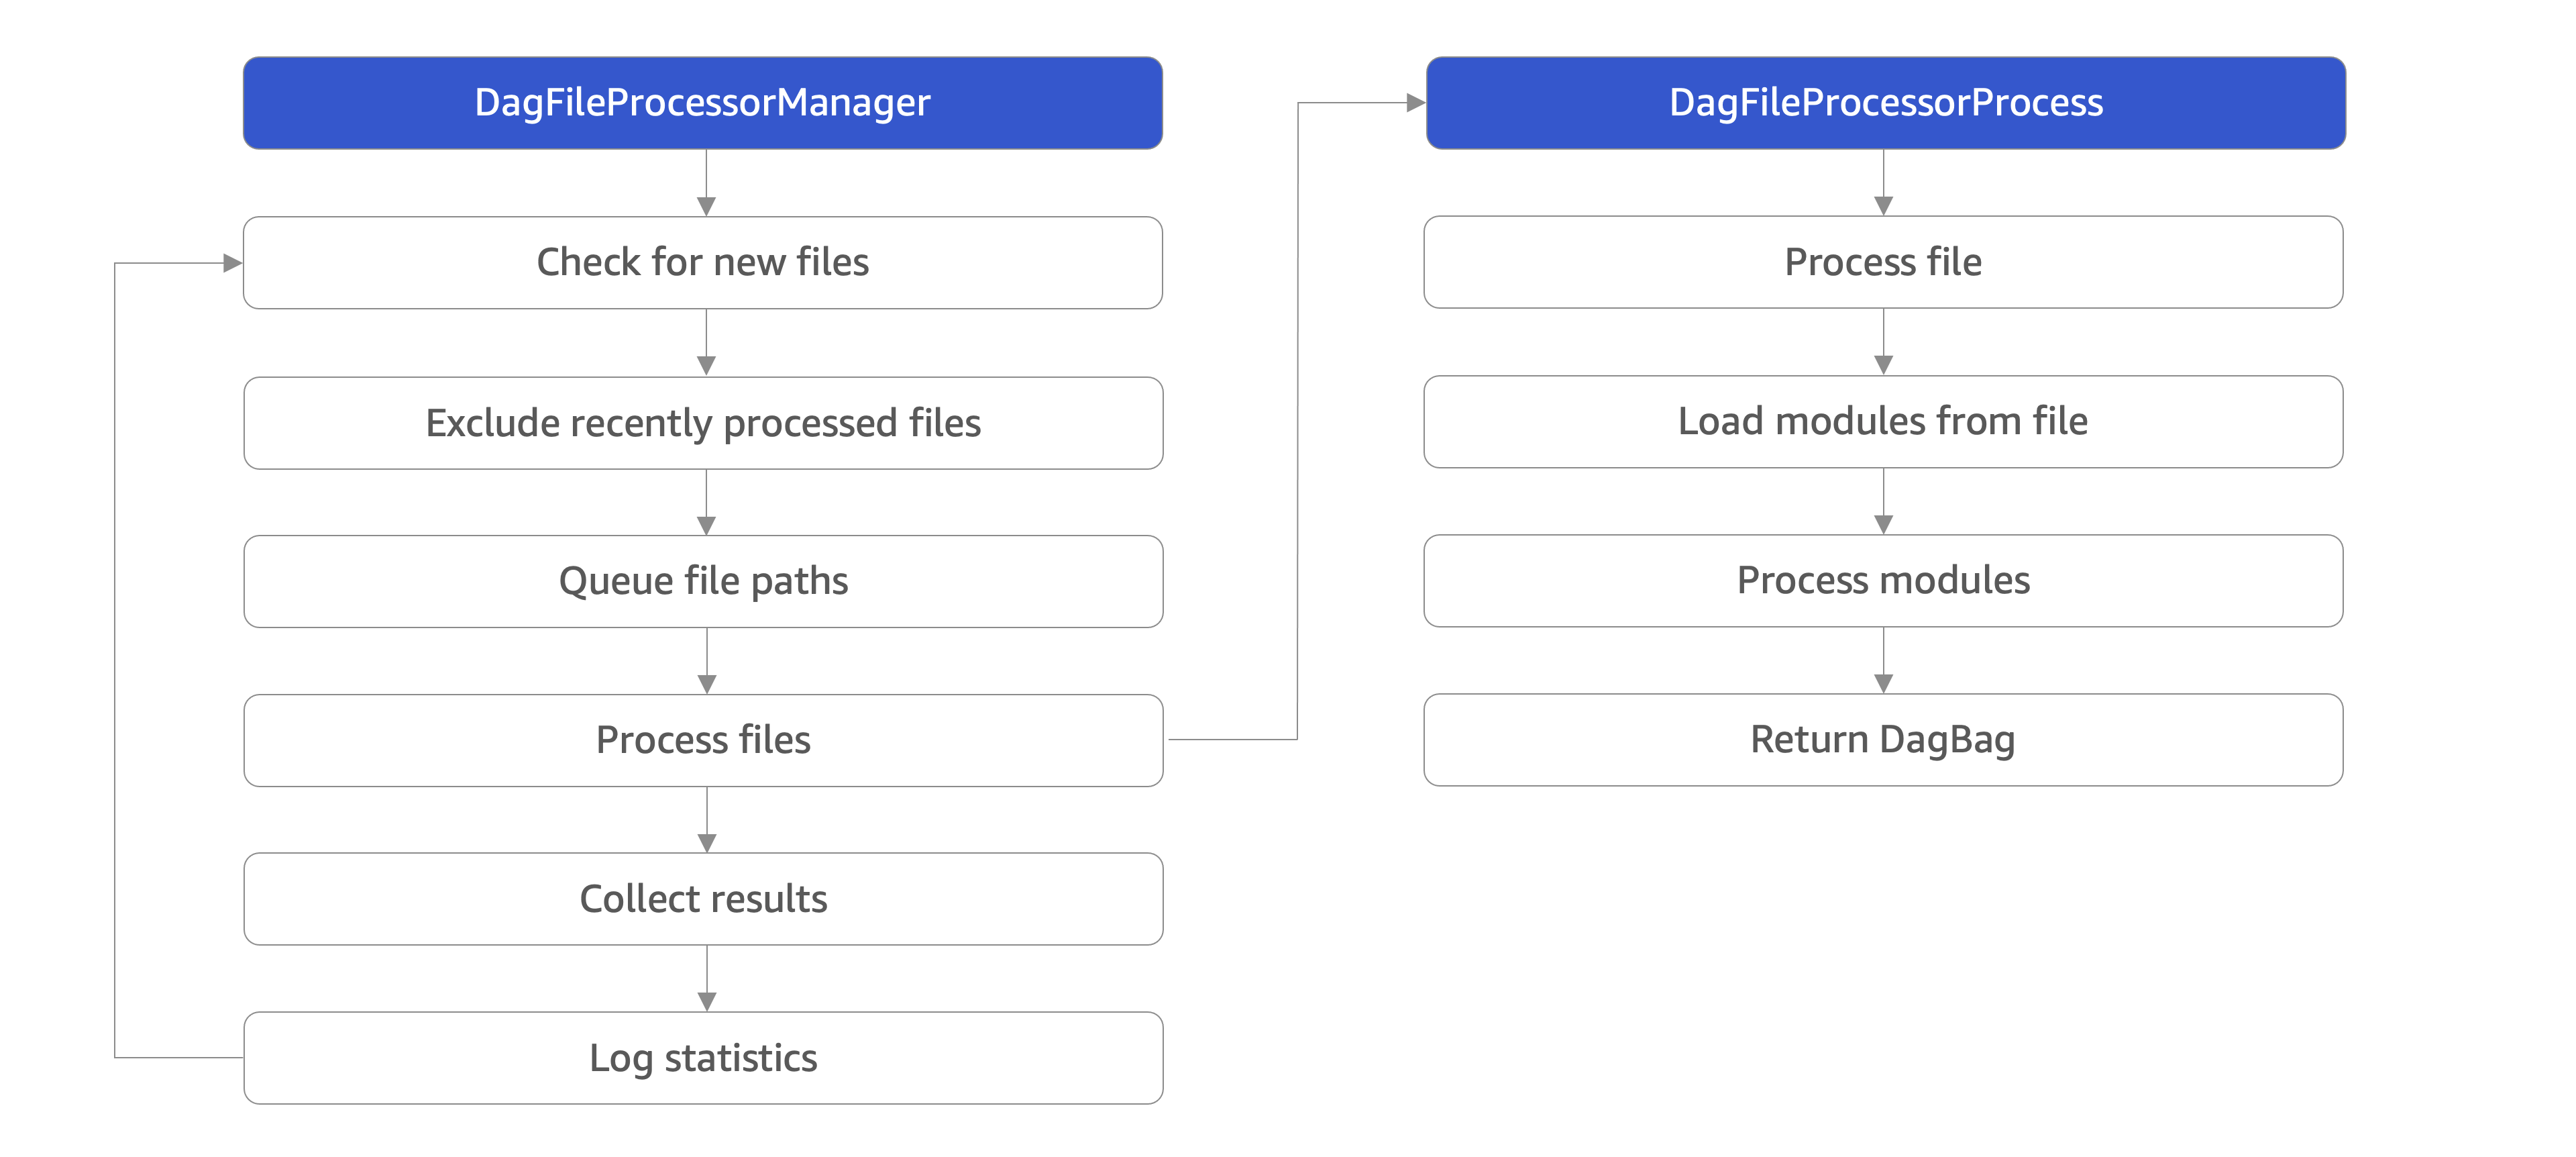 DagFileProcessorManager
Check for new files
Exclude recently processed files
Queue file paths
Process files
Collect results
Log statistics
DagFileProcessorProcess
Process file
Load modules from file
Process modules
Return DagBag